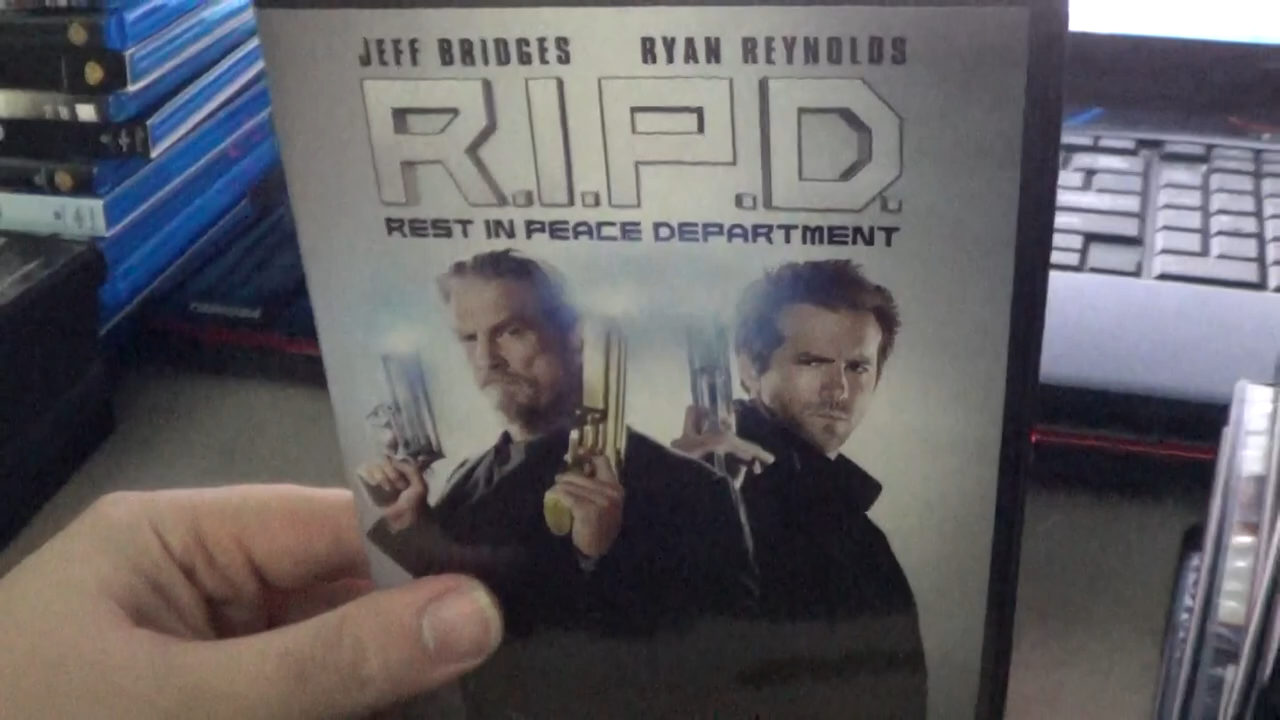 JEFF BRIDGES RYAN REYNOLDS
R.I.P.D.
REST IN PEACE DEPARTMENT